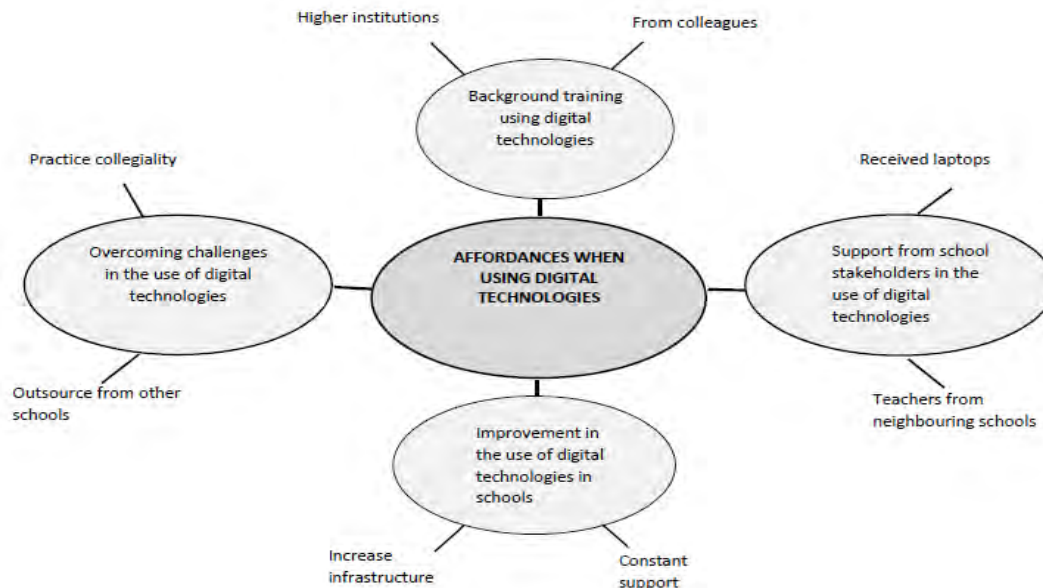 Higher institutions
From colleagues
Background training
using digital
technologies
Practice collegiality
Received laptops
Overcoming challenges
in the use of digital
technologies
AFFORDANCES WHEN
USING DIGITAL
TECHNOLOGIES
Support from school
stakeholders in the
use of digital
technologies
Outsource from other
schools
Teachers from
neighbouring schools
Improvement in
the use of digital
technologies in
schools
Increase
infrastructure
Constant
support